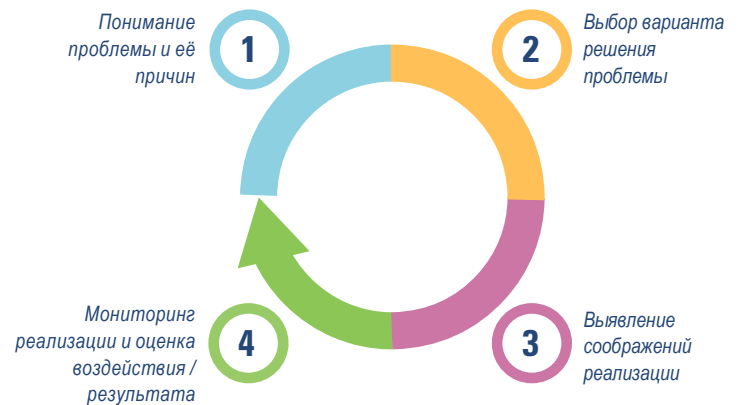 Понимание
проблемы и её
причин
1
2
Выбор варианта
решения
проблемы
Мониторинг
реализации и оценка
воздействия /
результата
4
3
Выявление
соображений
реализации